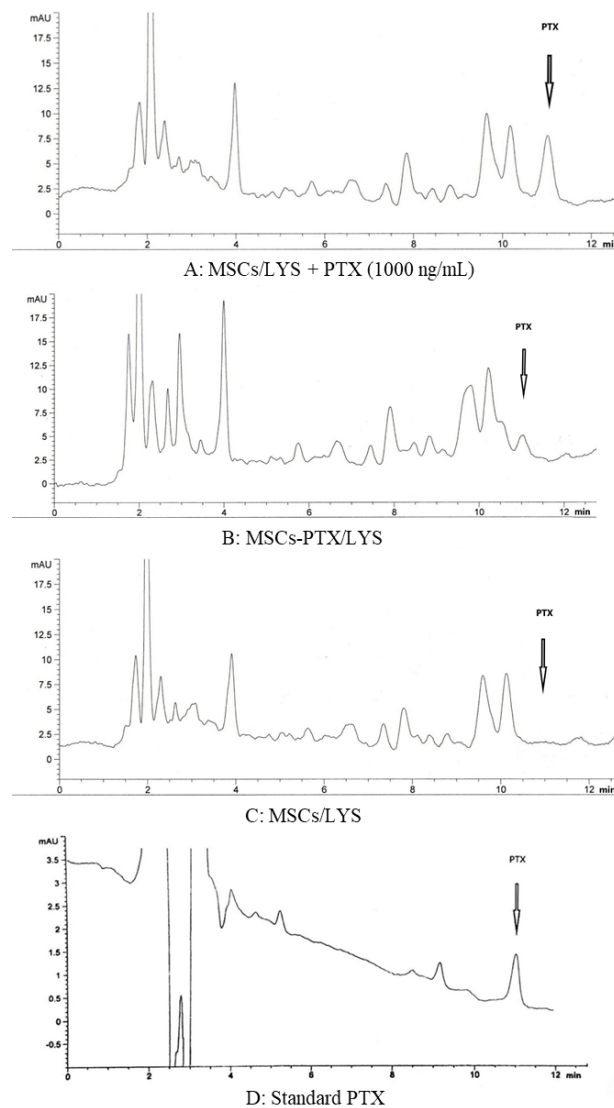 mAU
PTX
17.5
15
12.5
10
7.5
5
2.5
0
0 2 4 6 8 10 12 min
A: MSCs/LYS + PTX (1000 ng/mL)
mAU
17.5
PTX
15
12.5
10
7.5
5
2.5
0
0 2 4 6 8 10 12 min
B: MSCs-PTX/LYS
mAU
17.5
PTX
15
12.5
10
7.5
5
2.5
0
0 2 4 6 8 10 12 min
C: MSCs/LYS
mAU
PTX
3.5
3
2.5
2
1.5
1
0.5
0
-0.5
0 2 4 6 8 10 12 min
D: Standard PTX